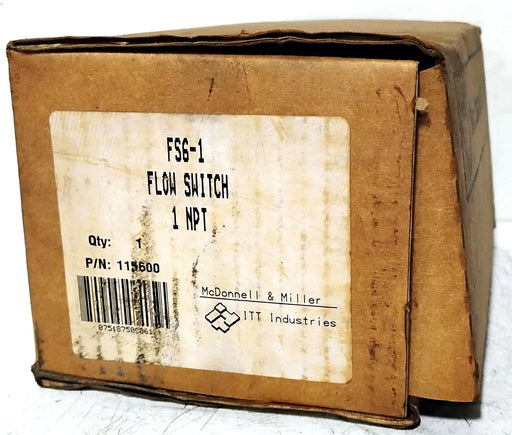 FS6-1
FLOW SWITCH
1 NPT
Qty: 1
P/N: 115600
McDonnell & Miller
ITT Industries